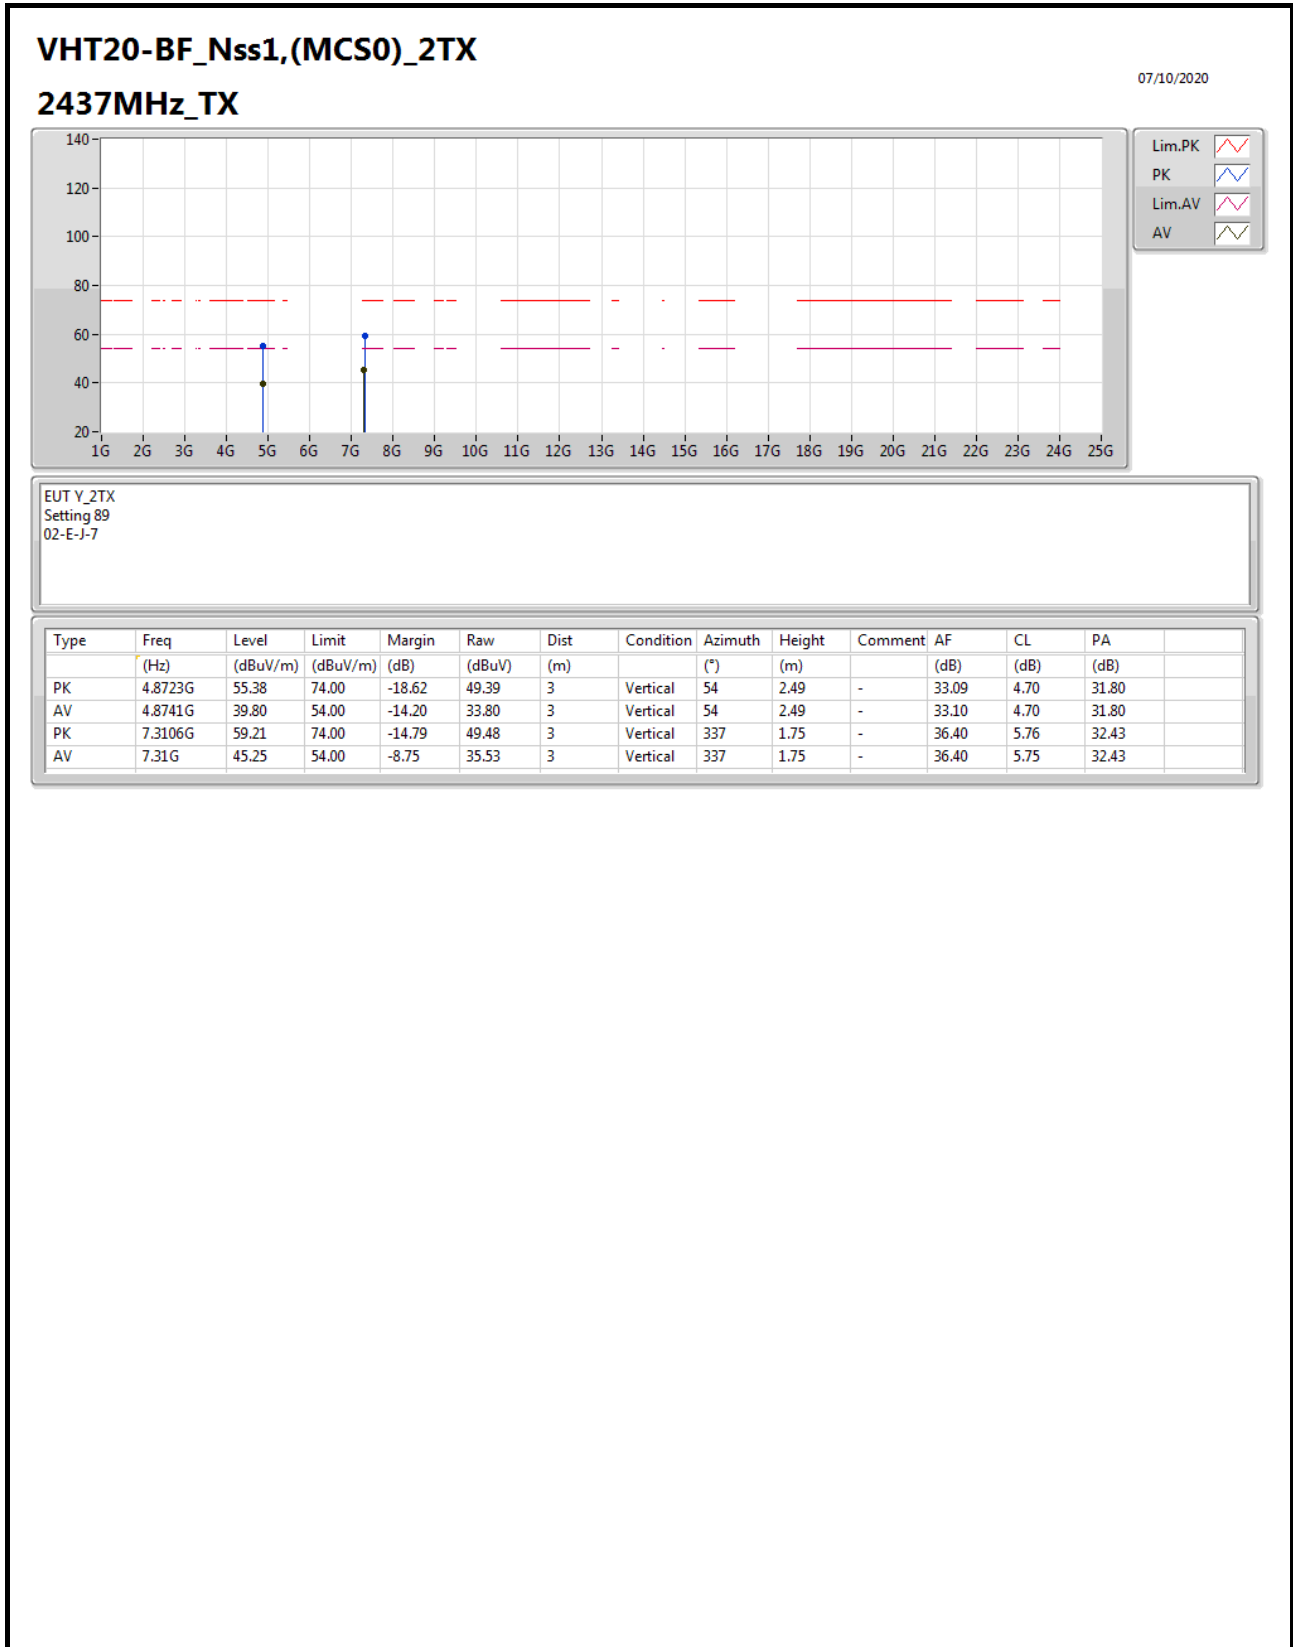 VHT20-BF_Nss1,(MCS0)_2TX
07/10/2020
2437MHz_TX
140
120
100
80
60
40
20
1G 2G 3G 4G 5G 6G 7G 8G 9G 10G 11G 12G 13G 14G 15G 16G 17G 18G 19G 20G 21G 22G 23G 24G 25G
Lim.PK
PK
Lim.AV
AV
EUT Y_2TX
Setting 89
02-E-J-7
Type Freq Level Limit Margin Raw Dist Condition Azimuth Height Comment AF CL PA
(Hz) (dBuV/m) (dBuV/m) (dB) (dBuV) (m) (°) (m) (dB) (dB) (dB)
PK 4.8723G 55.38 74.00 -18.62 49.39 3 Vertical 54 2.49 - 33.09 4.70 31.80
AV 4.8741G 39.80 54.00 -14.20 33.80 3 Vertical 54 2.49 - 33.10 4.70 31.80
PK 7.3106G 59.21 74.00 -14.79 49.48 3 Vertical 337 1.75 - 36.40 5.76 32.43
AV 7.31G 45.25 54.00 -8.75 35.53 3 Vertical 337 1.75 - 36.40 5.75 32.43